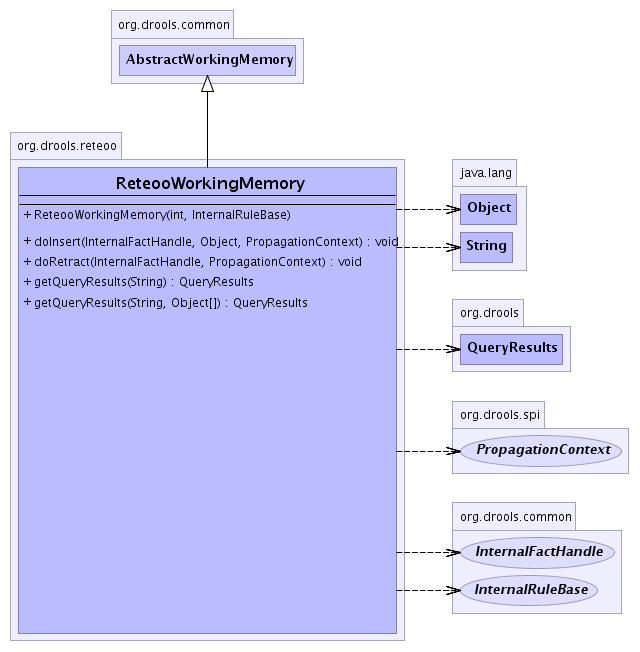 org.drools.common
AbstractWorkingMemory
org.drools.reteoo
ReteooWorkingMemory
+ ReteooWorkingMemory(int, InternalRuleBase)
+ doInsert(InternalFactHandle, Object, PropagationContext) : void
+ doRetract(InternalFactHandle, PropagationContext) : void
+ getQueryResults(String) : QueryResults
+ getQueryResults(String, Object[]) : QueryResults
java.lang
Object
String
org.drools
QueryResults
org.drools.spi
PropagationContext
org.drools.common
InternalFactHandle
InternalRuleBase